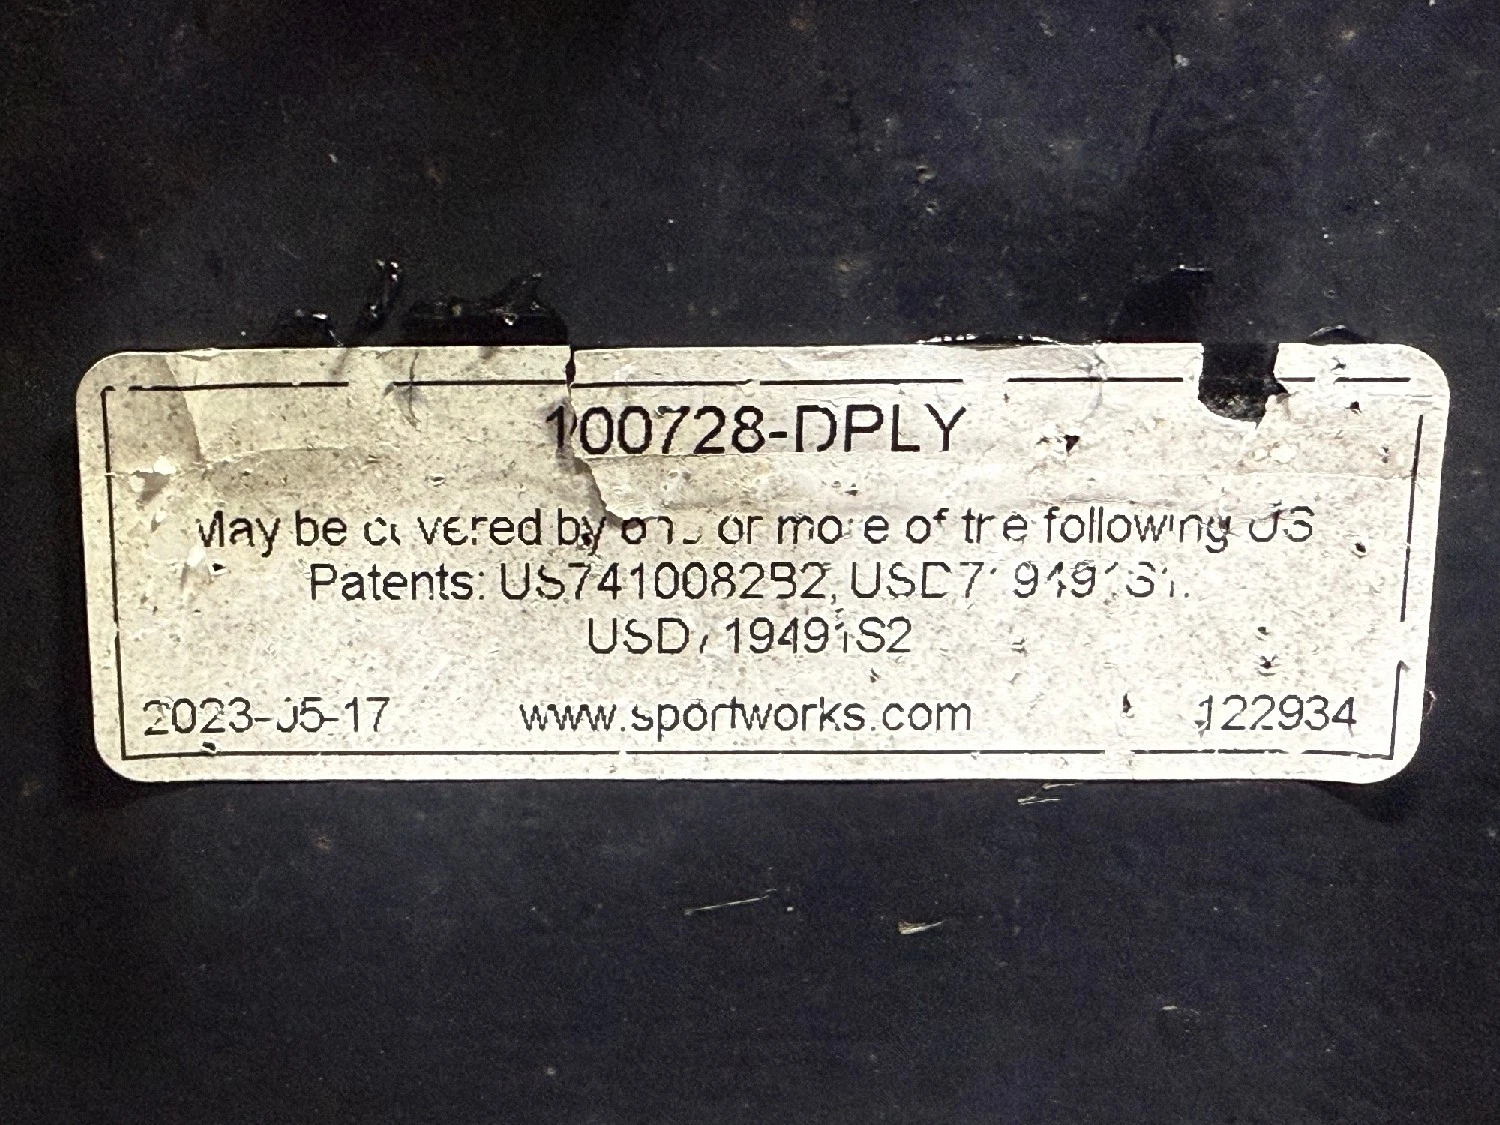 100728-DPLY
May be covered by one or more of the following US
Patents: US7410082B2, USD719491S1,
USD719491S2
2023-05-17 www.sportworks.com 122934